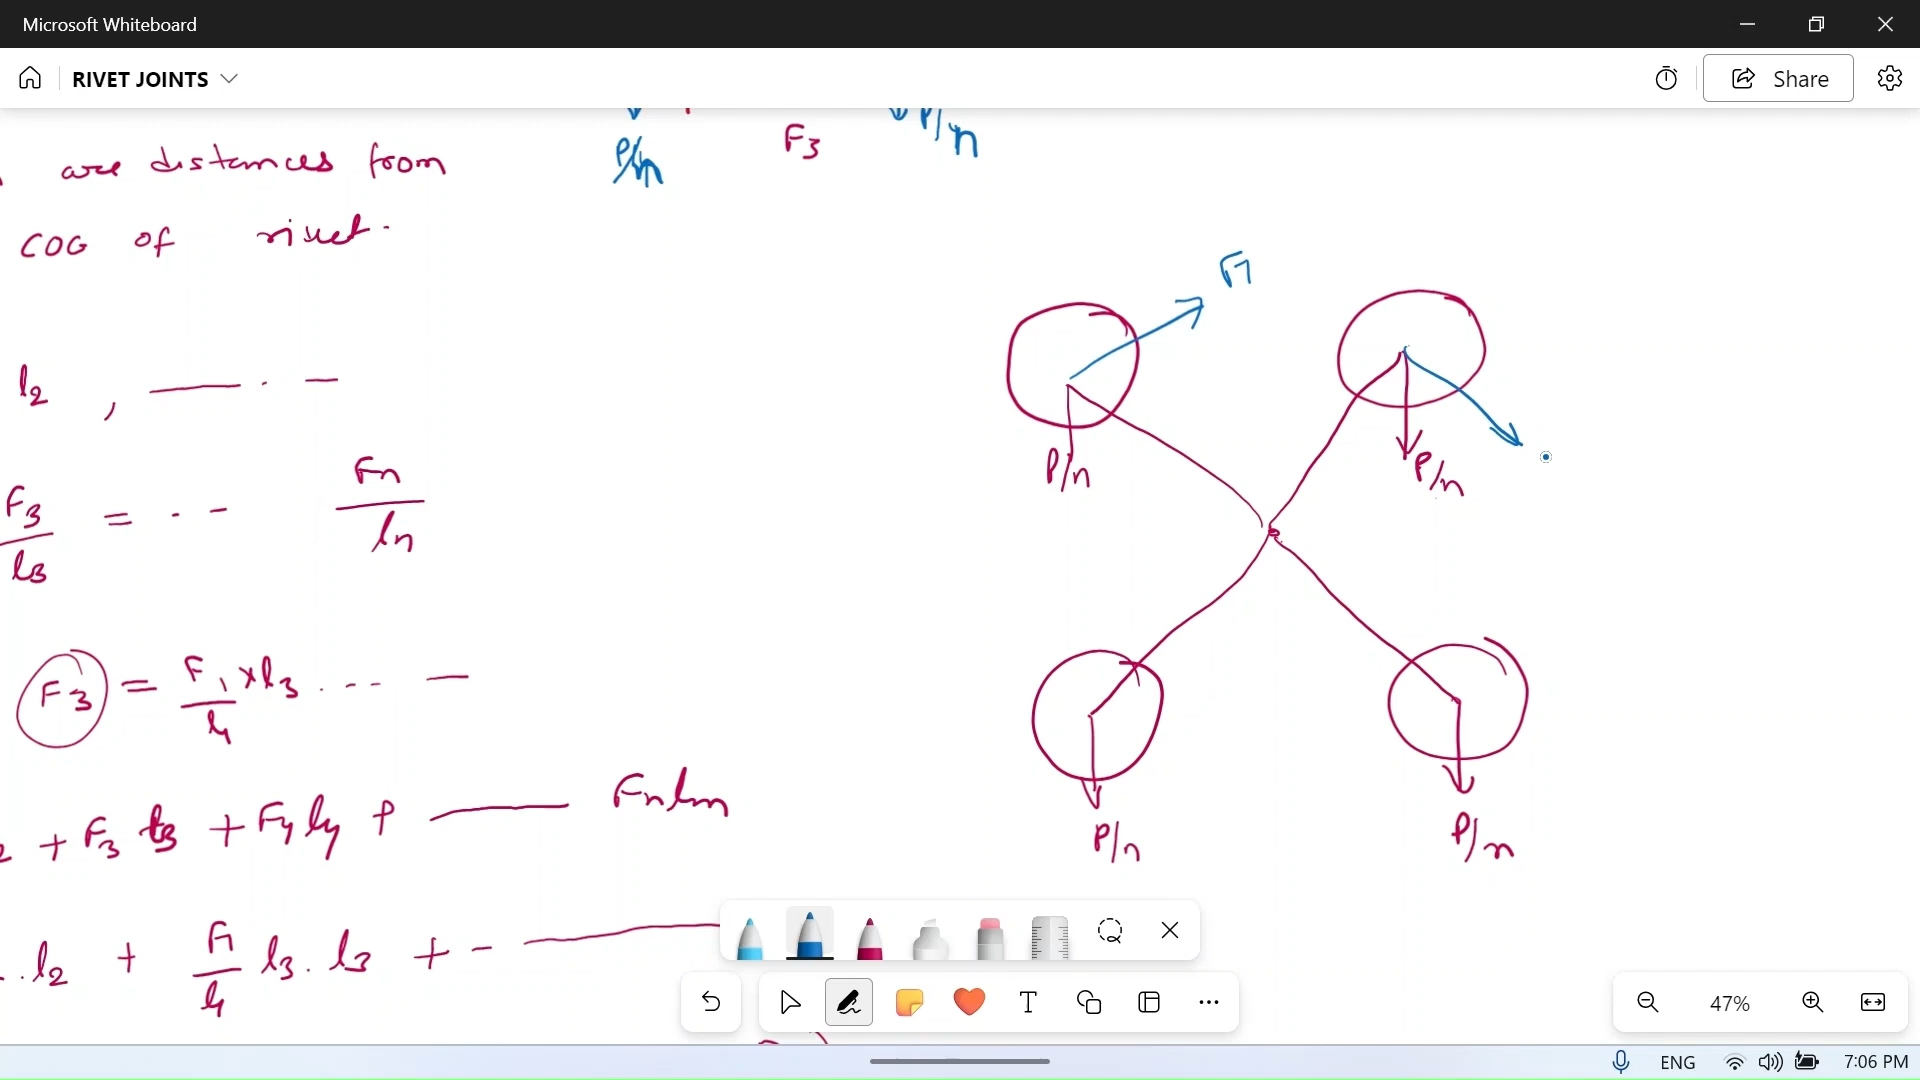 Microsoft Whiteboard
RIVET JOINTS
Share
P/n
F3
P/n
are distances from
COG of rivet.
F1
l2 , — . —
P/n
P/n
F3/l3 = . - Fn/ln
F3 = F1/l1 × l3 . - - —
P/n
P/n
2 + F3 l3 + F4 l4 + — Fn ln
. l2 + F1/l1 l3 . l3 + - —
47%
ENG
7:06 PM